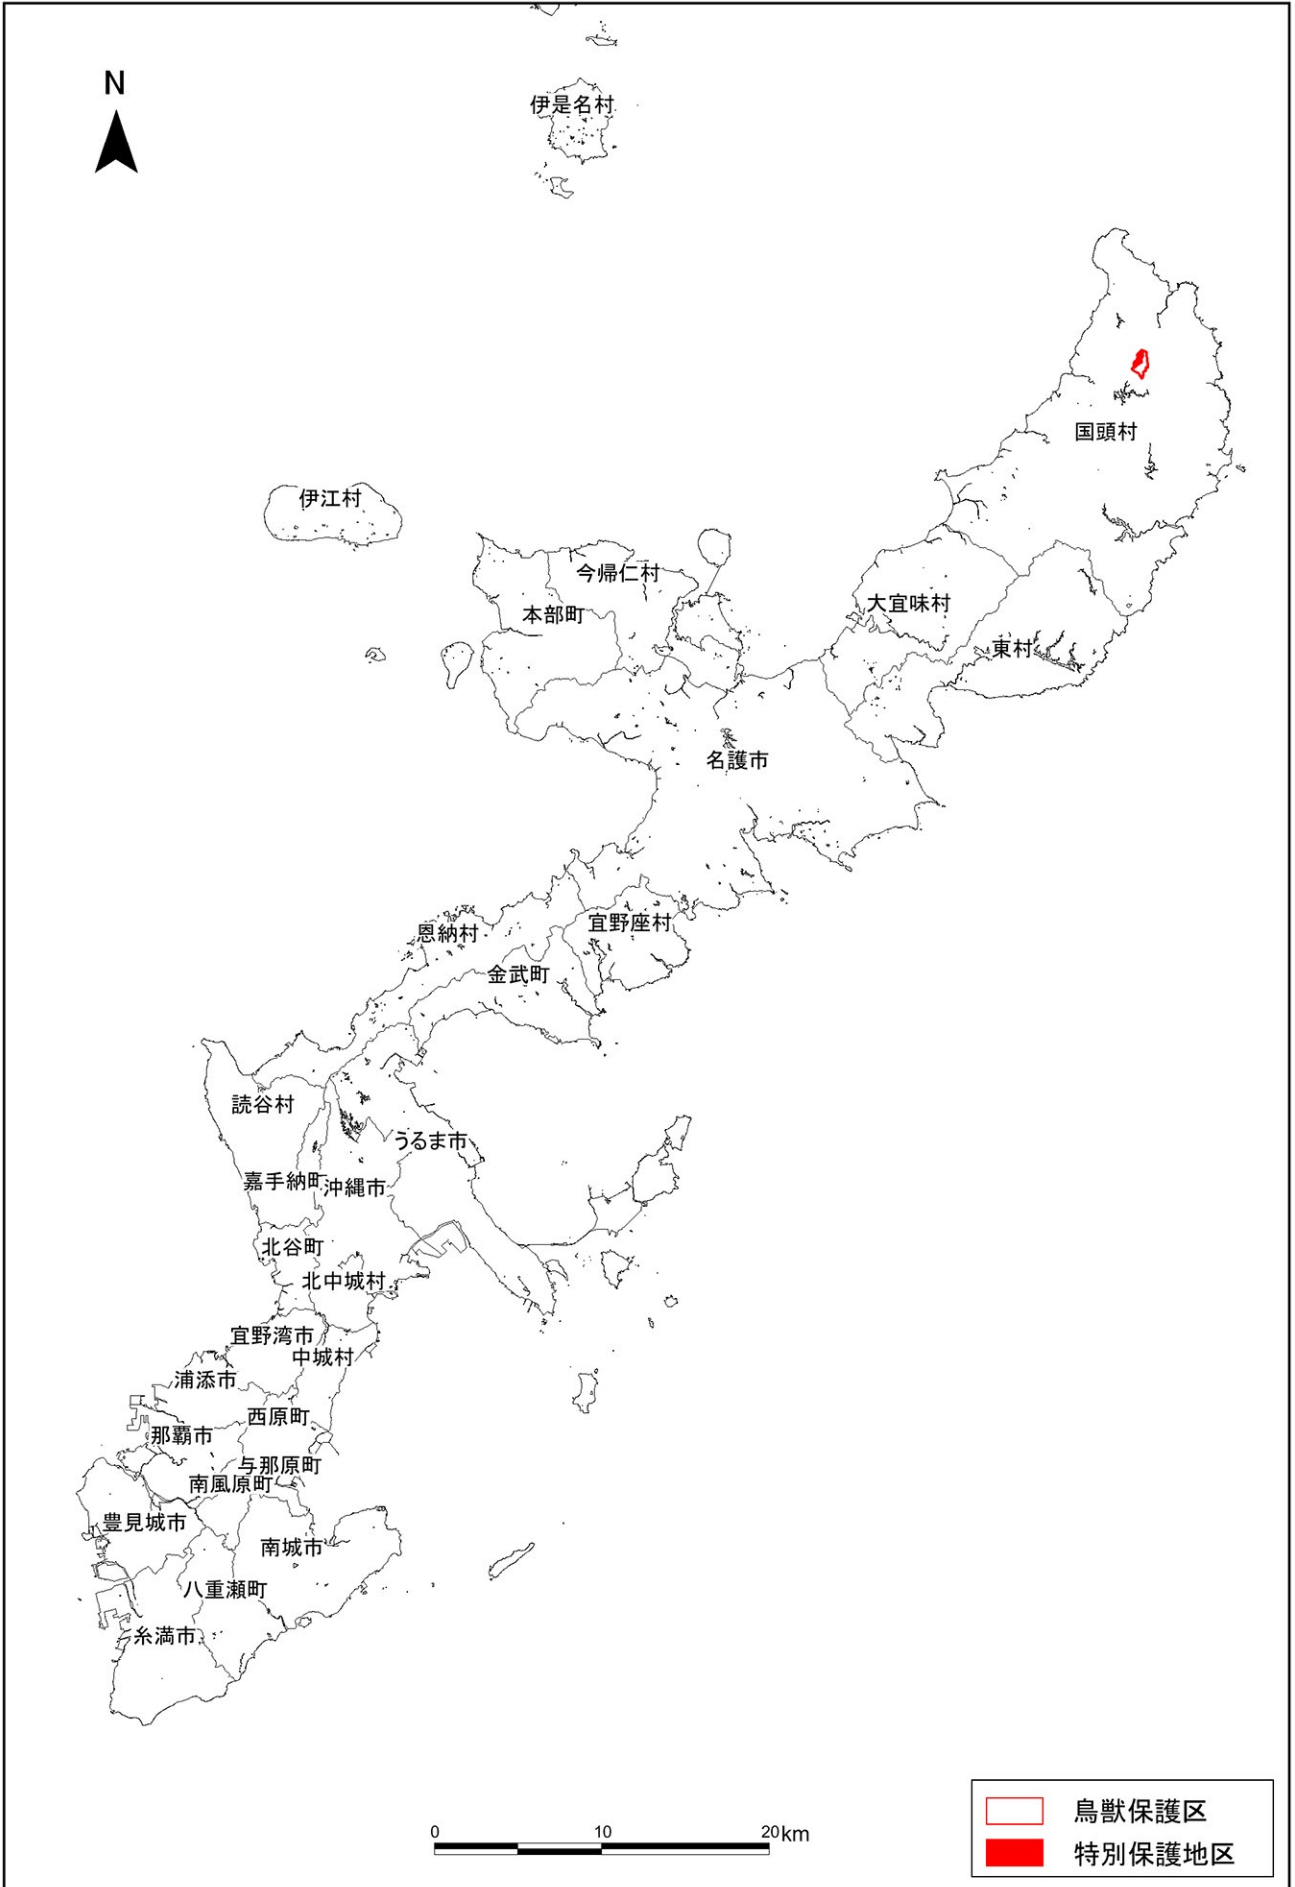 N
伊是名村
国頭村
伊江村
今帰仁村
大宜味村
本部町
東村
名護市
宜野座村
恩納村
金武町
読谷村
うるま市
嘉手納町
沖縄市
北谷町
北中城村
宜野湾市
中城村
浦添市
西原町
那覇市
与那原町
南風原町
豊見城市
南城市
八重瀬町
糸満市
鳥獣保護区
0 10 20km
特別保護地区